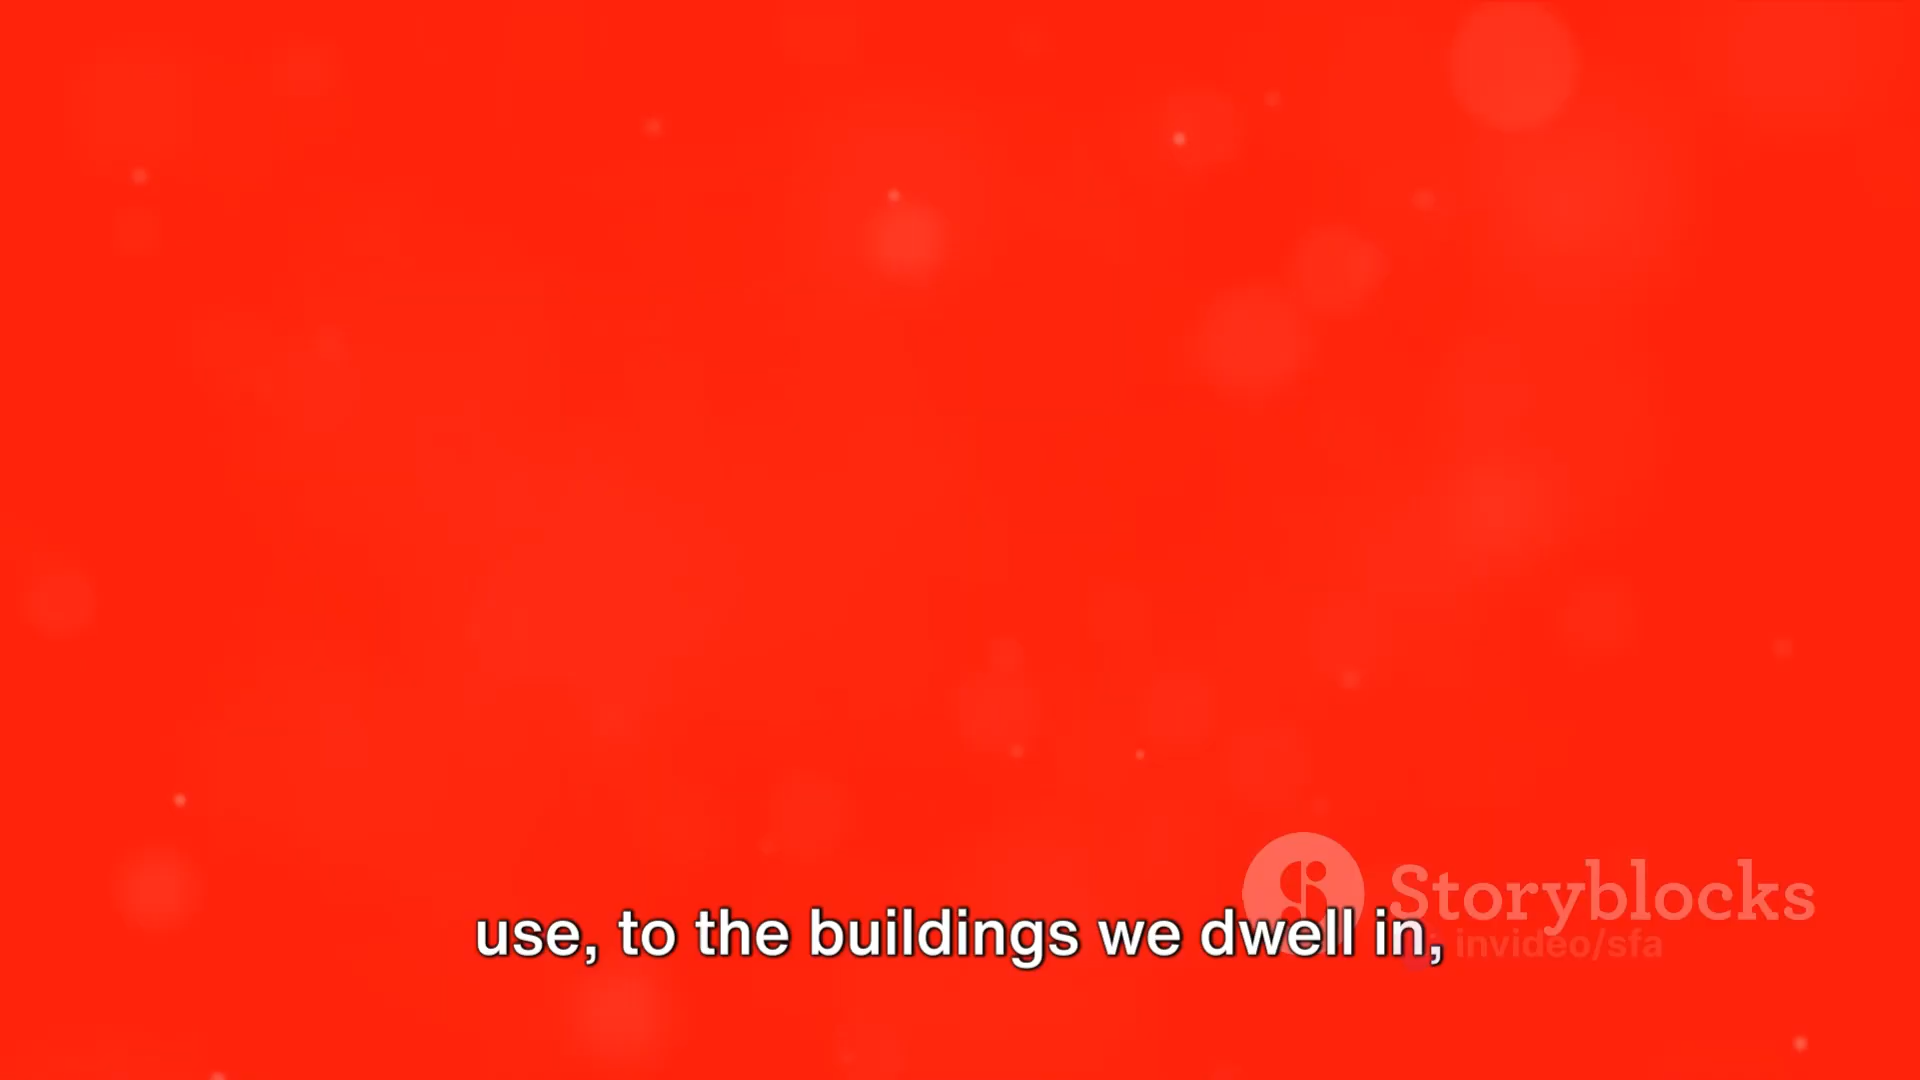 Storyblocks
use, to the buildings we dwell in,
invideo/sfa